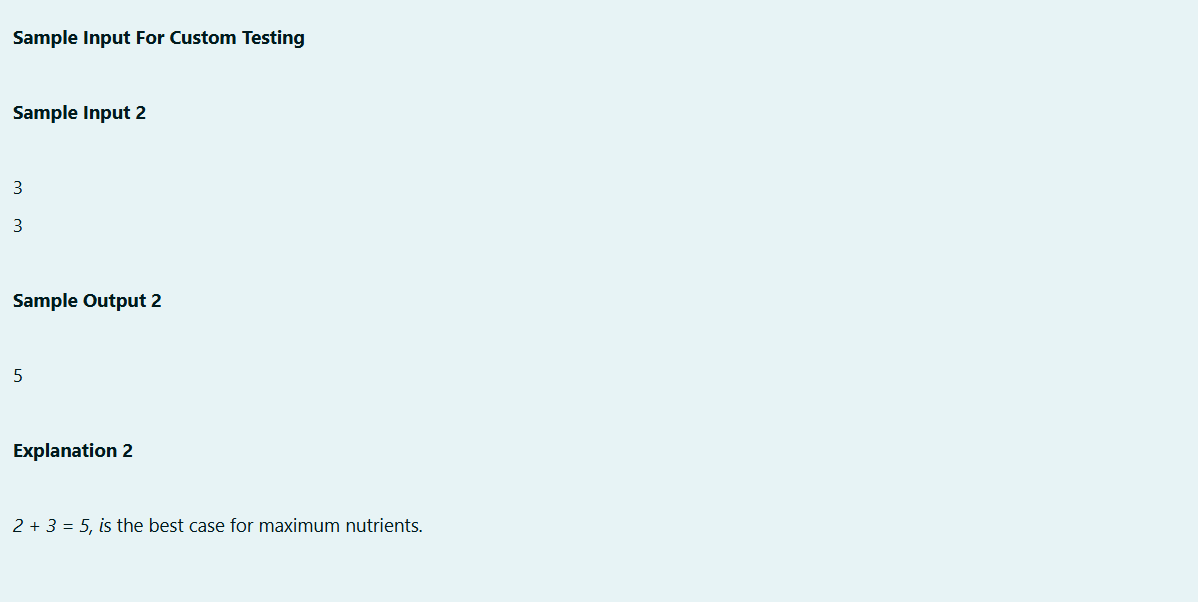 Sample Input For Custom Testing
Sample Input 2
3
3
Sample Output 2
5
Explanation 2
2 + 3 = 5, is the best case for maximum nutrients.